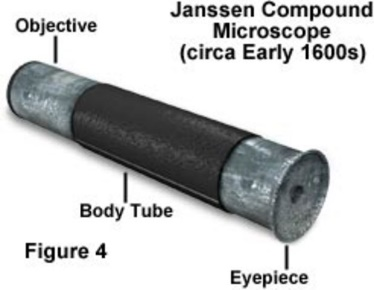 Objective
Janssen Compound
Microscope
(circa Early 1600s)
Body Tube
Figure 4
Eyepiece